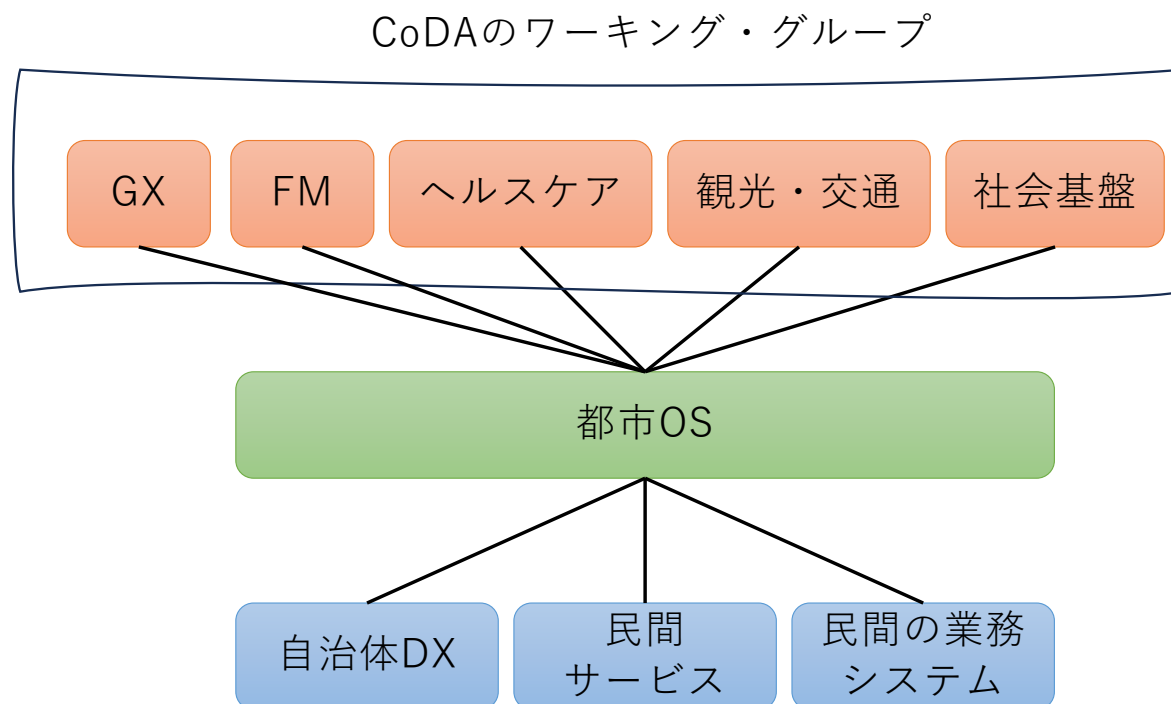 CoDAのワーキング・グループ
GX
FM
ヘルスケア
観光・交通
社会基盤
都市OS
自治体DX
民間
サービス
民間の業務
システム